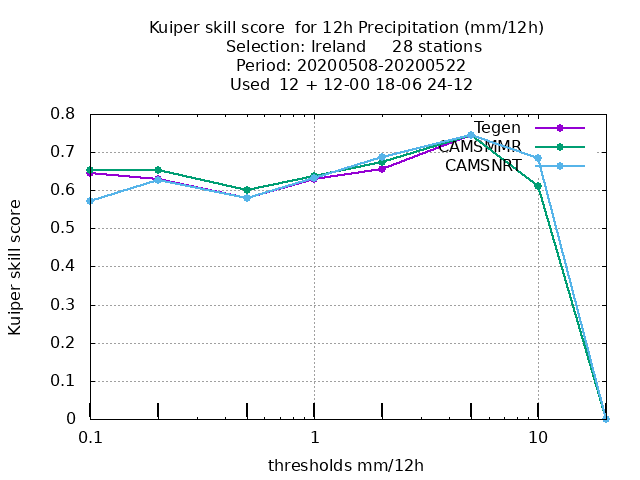 Kuiper skill score  for 12h Precipitation (mm/12h)
Selection: Ireland     28 stations
Period: 20200508-20200522
Used  12 + 12-00 18-06 24-12
0.8
0.7
0.6
0.5
0.4
0.3
0.2
0.1
0
Kuiper skill score
Tegen
CAMSMMR
CAMSNRT
0.1
1
10
thresholds mm/12h